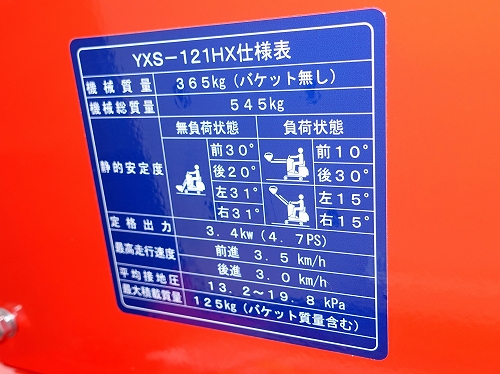 YXS-121HX仕様表
機械質量 365kg(バケット無し)
機械総質量 545kg
静的安定度 無負荷状態 負荷状態
前30° 前10°
後20° 後30°
左31° 左15°
右31° 右15°
定格出力 3.4kw(4.7PS)
最高走行速度 前進 3.5km/h
後進 3.0km/h
平均接地圧 13.2~19.8kPa
最大積載質量 125kg(バケット質量含む)